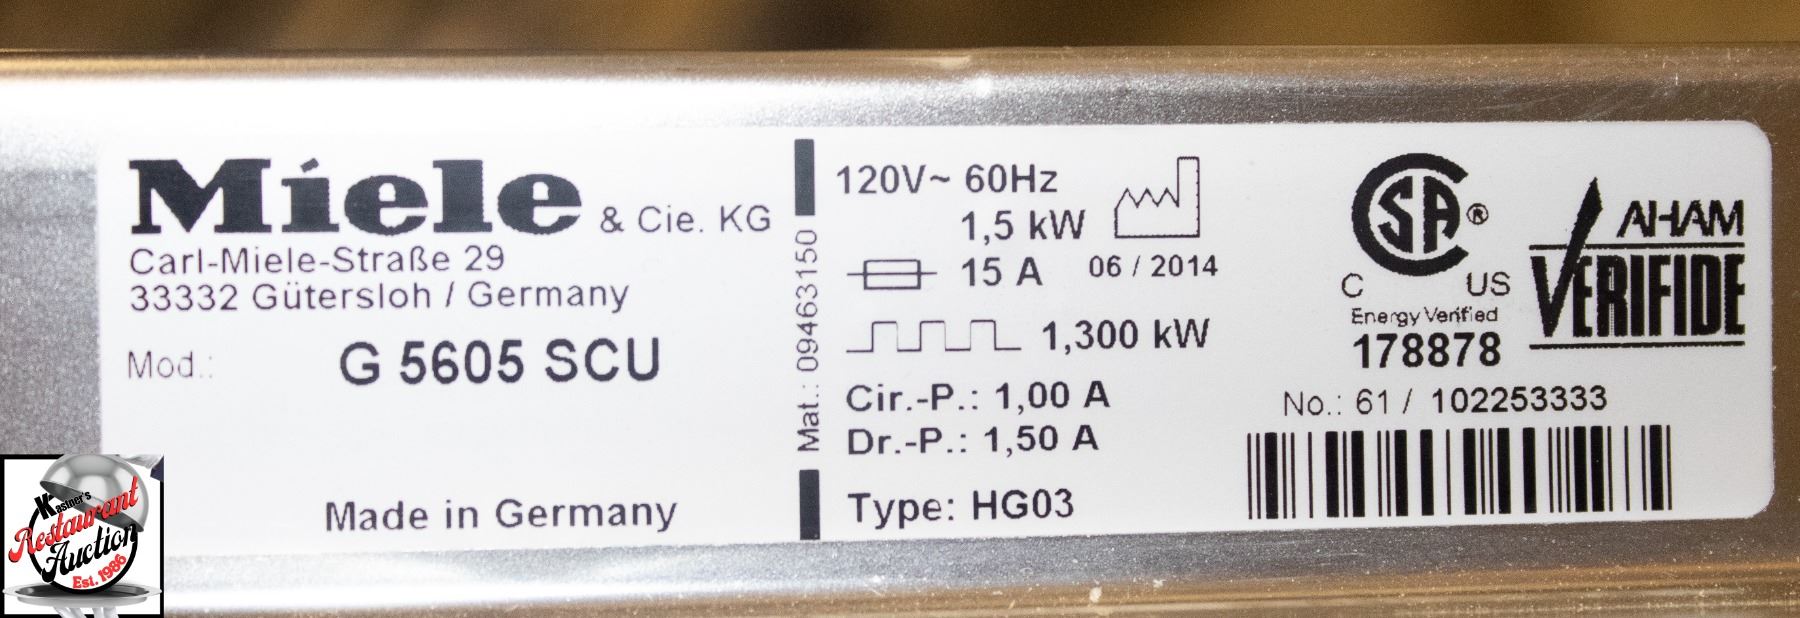 Miele & Cie. KG
Carl-Miele-Straße 29
33332 Gütersloh / Germany
Mod.: G 5605 SCU
Made in Germany
Mat.: 09463150
120V~ 60Hz
1,5 kW
15 A
06 / 2014
1,300 kW
Cir.-P.: 1,00 A
Dr.-P.: 1,50 A
Type: HG03
CSA®
C US
Energy Verified
178878
AHAM
VERIFIDE
No.: 61 / 102253333
Kastner's
Restaurant
Auction
Est. 1986